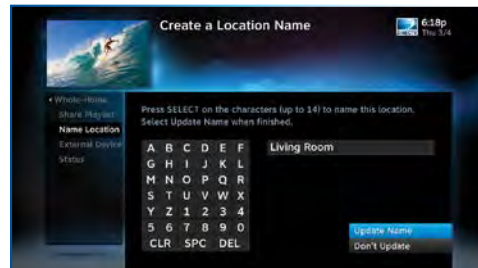 Create a Location Name
6:18p
Thu 3/4
Whole-Home
Share Playlist
Name Location
External Device
Status
Press SELECT on the characters (up to 14) to name this location.
Select Update Name when finished.
A B C D E F
G H I J K L
M N O P Q R
S T U V W X
Y Z 1 2 3 4
5 6 7 8 9 0
CLR SPC DEL
Living Room
Update Name
Don't Update